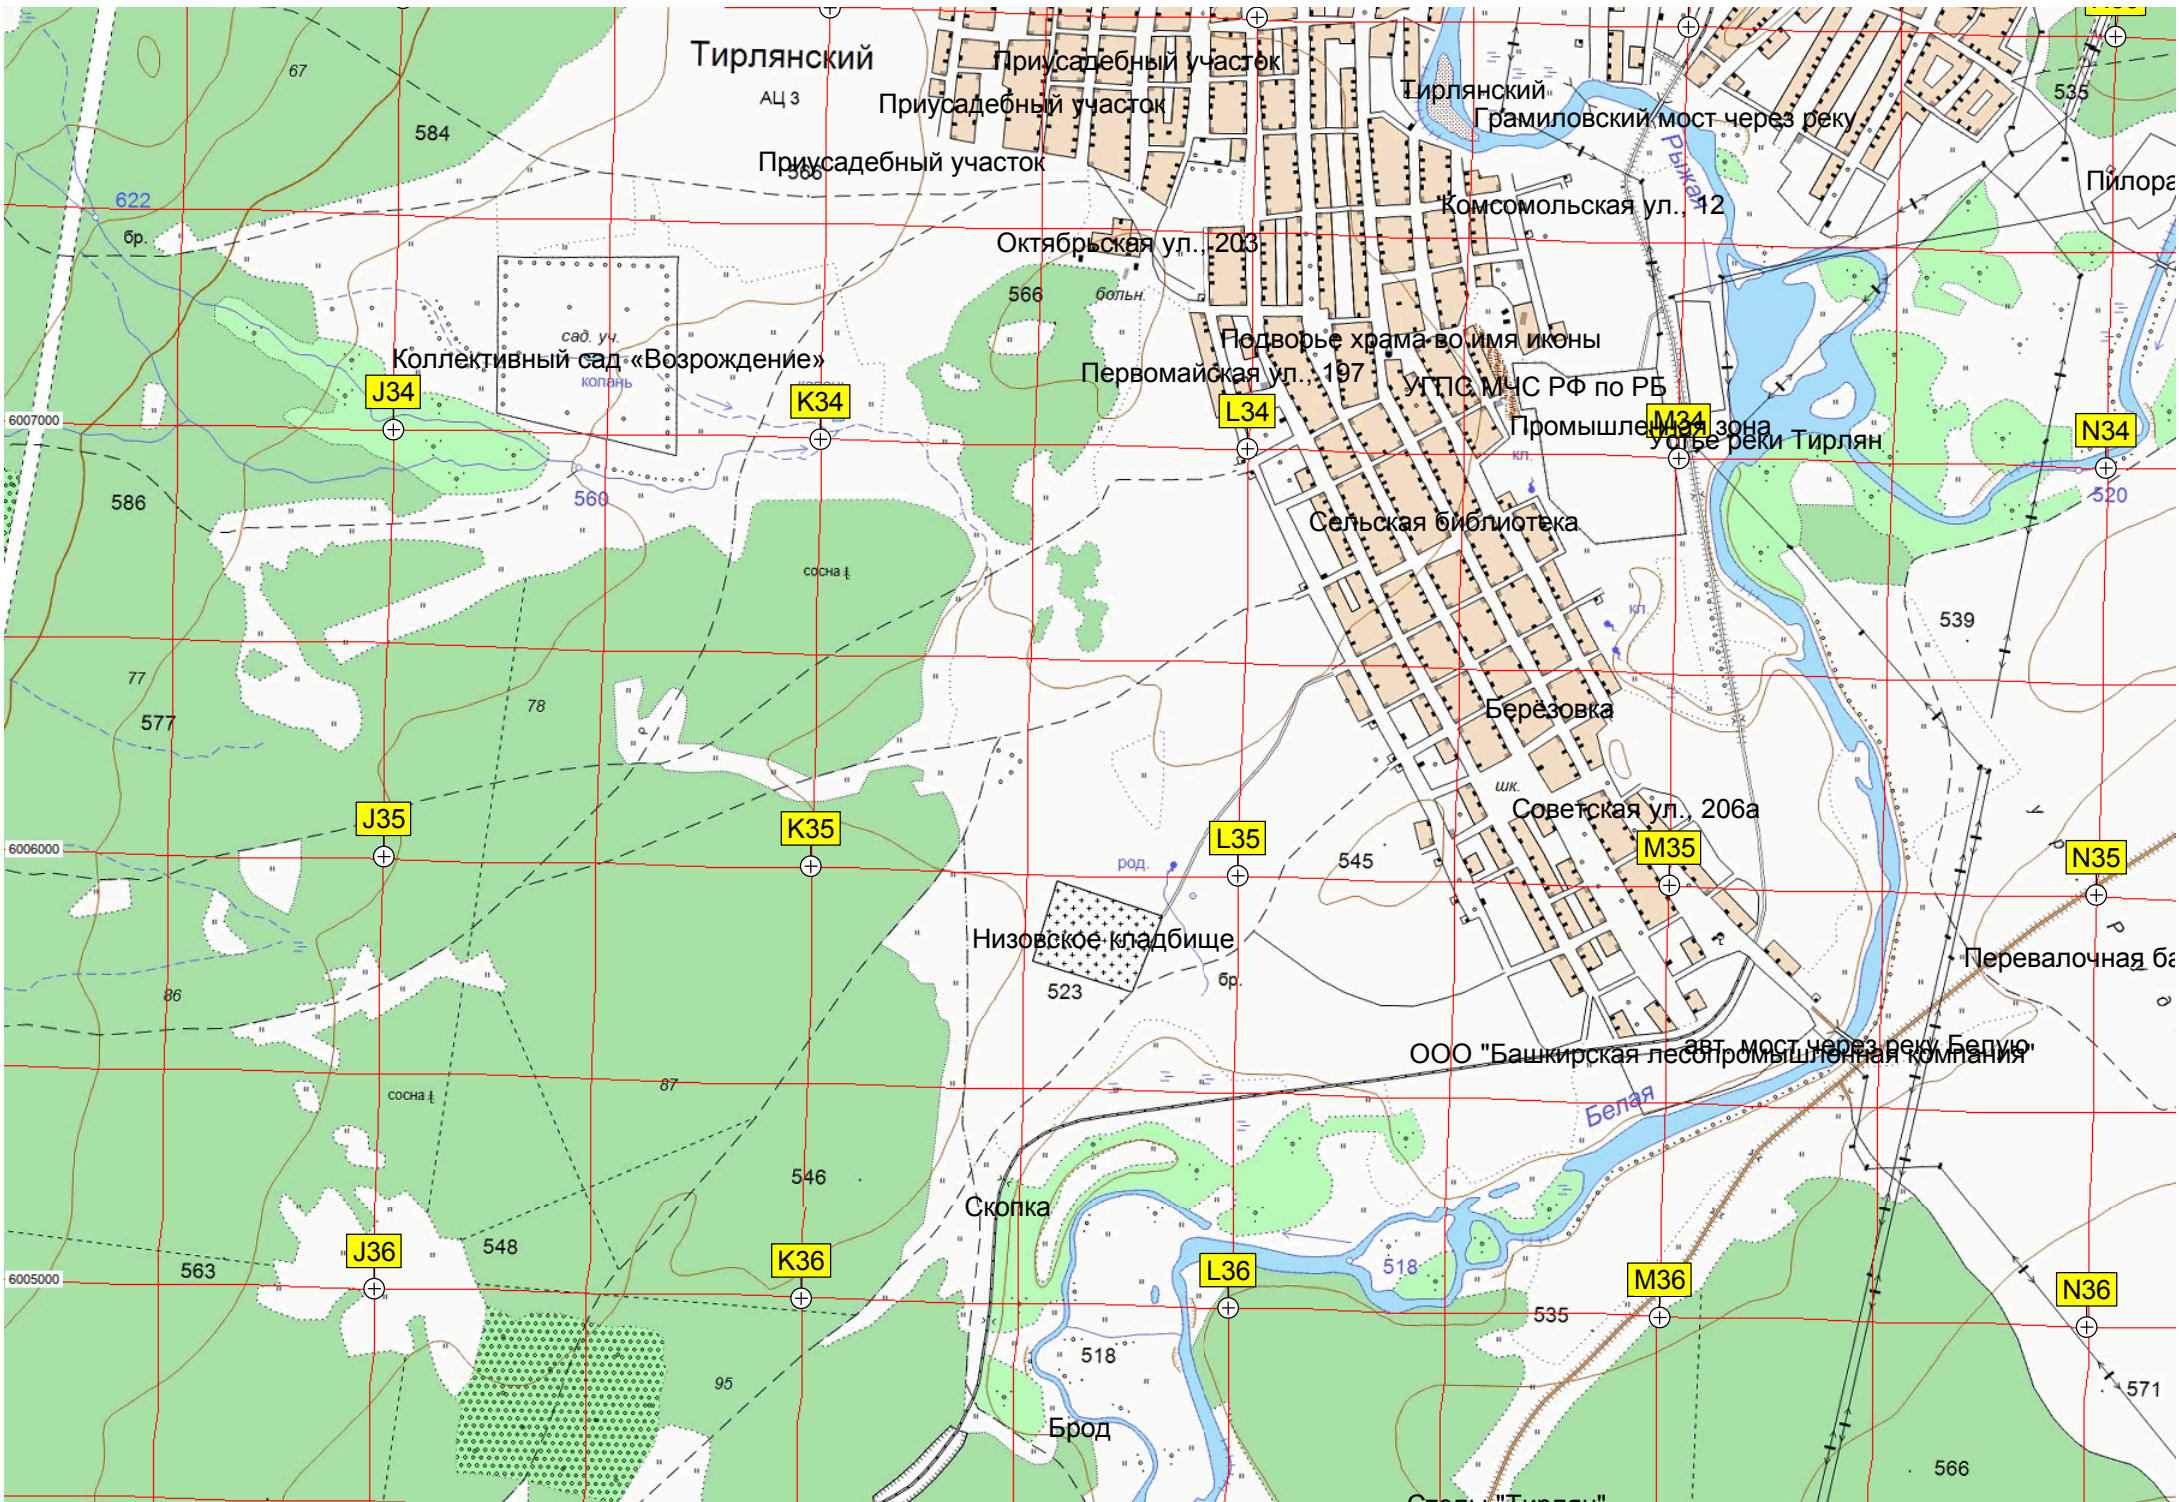 Тирлянский
АЦ 3
67
584
Приусадебный участок
Приусадебный участок
Приусадебный участок
566
Тирлянский
Грамиловский мост через реку
535
Рыжая
Пилора
622
бр.
Комсомольская ул., 12
Октябрьская ул., 203
566
больн.
сад. уч.
Коллективный сад «Возрождение»
копань
Подворье храма во имя иконы
Первомайская ул., 197
УГПС МЧС РФ по РБ
J34
K34
L34
M34
N34
6007000
Промышленная зона
Устье реки Тирлян
кл.
586
560
520
Сельская библиотека
сосна
кл.
539
77
577
78
Берёзовка
шк.
Советская ул., 206а
J35
K35
L35
M35
N35
6006000
род.
545
У
р
Р
а
Низовское кладбище
Перевалочная ба
523
бр.
86
авт. мост через реку Белую
ООО "Башкирская лесопромышленная компания"
87
сосна
Белая
546
Скопка
548
563
J36
K36
L36
M36
N36
518
6005000
535
518
95
571
Брод
566
Столы "Тирлян"